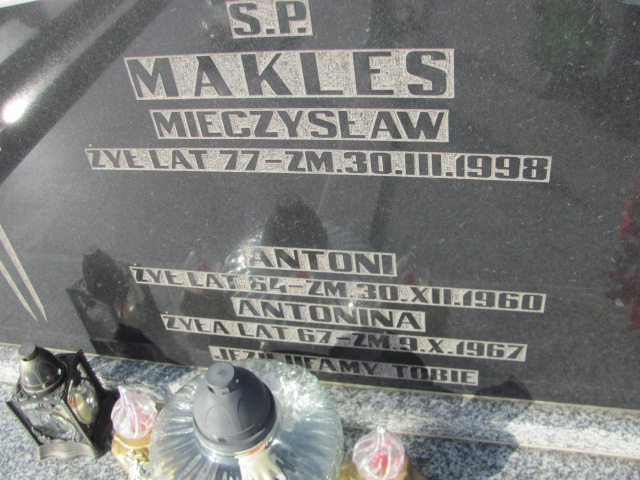 S.P.
MAKLES
MIECZYSŁAW
ŻYŁ LAT 77-ZM.30.III.1998
ANTONI
ŻYŁ LAT 64-ZM.30.XII.1960
ANTONINA
ŻYŁA LAT 67-ZM.9.X.1967
UFAMY TOBIE